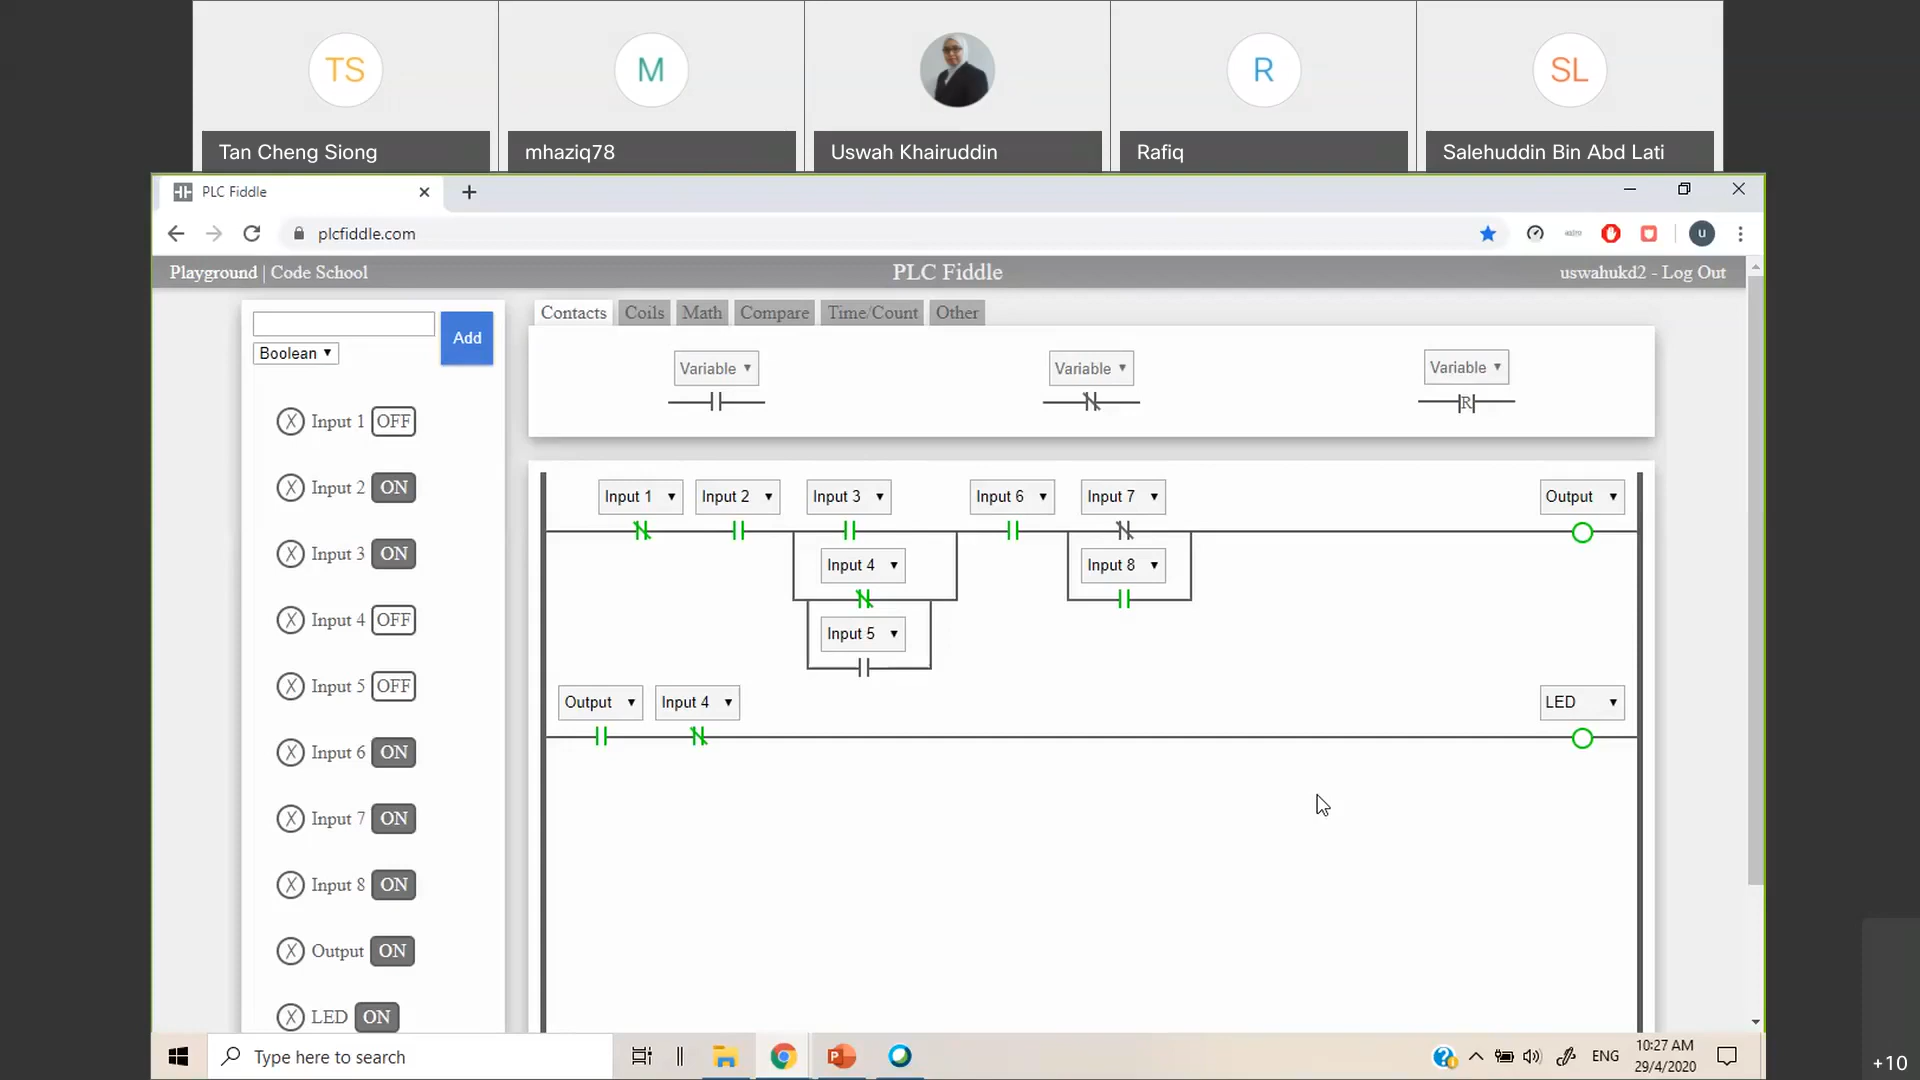 TS M R SL
Tan Cheng Siong mhaziq78 Uswah Khairuddin Rafiq Salehuddin Bin Abd Lati
PLC Fiddle
plcfiddle.com
u
Playground | Code School PLC Fiddle uswahukd2 - Log Out
Contacts Coils Math Compare Time/Count Other
Boolean Add
Variable Variable Variable
R
X Input 1 OFF
X Input 2 ON
X Input 3 ON
X Input 4 OFF
X Input 5 OFF
X Input 6 ON
X Input 7 ON
X Input 8 ON
X Output ON
X LED ON
Input 1 Input 2 Input 3 Input 6 Input 7 Output
Input 4 Input 8
Input 5
Output Input 4 LED
Type here to search
ENG
10:27 AM
29/4/2020
+10